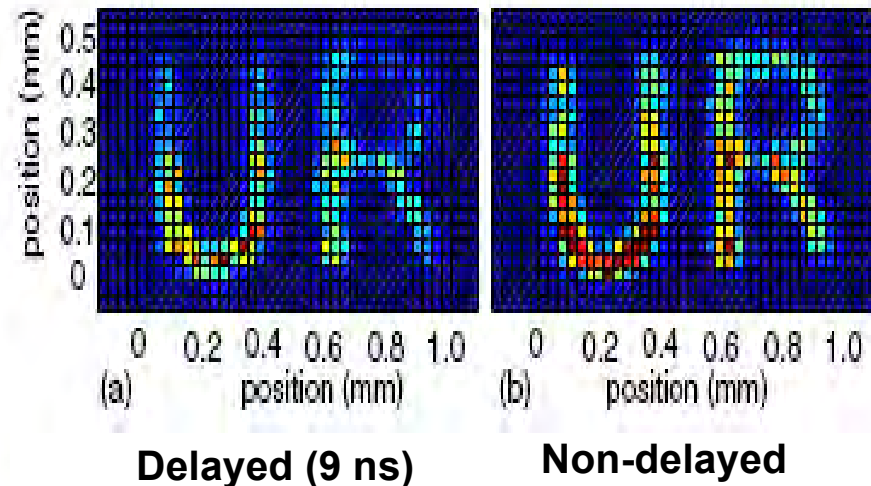 UR UR
position (mm)
0.5
0.4
0.3
0.2
0.1
0
0 0.2 0.4 0.6 0.8 1.0 0 0.2 0.4 0.6 0.8 1.0
(a) position (mm) (b) position (mm)
Delayed (9 ns) Non-delayed